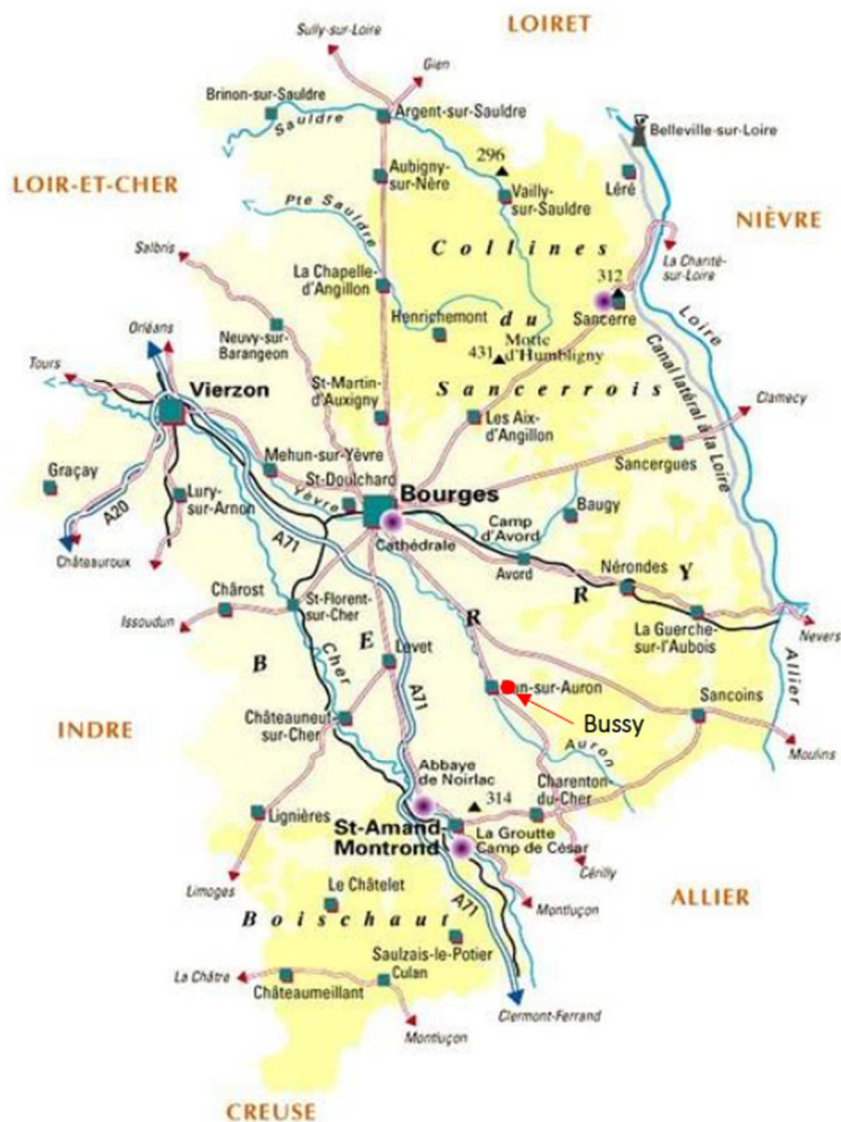 LOIRET
Sully-sur-Loire
Gien
Brinon-sur-Sauldre
Sauldre
Argent-sur-Sauldre
Belleville-sur-Loire
296
LOIR-ET-CHER
Aubigny-
sur-Nère
Vailly-
sur-Sauldre
Léré
Pte Sauldre
NIÈVRE
Collines
Salbris
La Charité-
sur-Loire
La Chapelle-
d'Angillon
312
Henrichemont
du
Sancerre
Loire
Orléans
Neuvy-sur-
Barangeon
431
Motte
d'Humbligny
Tours
Vierzon
St-Martin-
d'Auxigny
Sancerrois
Canal latéral à la Loire
Clamecy
Les Aix-
d'Angillon
Mehun-sur-Yèvre
Sancergues
Graçay
St-Doulchard
Lury-
sur-Arnon
Yèvre
Bourges
A20
A71
Camp
d'Avord
Baugy
Cathédrale
Châteauroux
Avord
Nérondes
Y
Chârost
R
Issoudun
St-Florent-
sur-Cher
R
La Guerche-
sur-l'Aubois
Nevers
E
Levet
B
Cher
Allier
A71
un-sur-Auron
Sancoins
INDRE
Châteauneuf-
sur-Cher
Bussy
Moulins
Auron
Abbaye
de Noirlac
314
Charenton-
du-Cher
Lignières
St-Amand-
Montrond
La Groutte
Camp de César
Limoges
Cérilly
Le Châtelet
ALLIER
Montluçon
Boischaut
A71
Saulzais-le-Potier
La Châtre
Culan
Châteaumeillant
Clermont-Ferrand
Montluçon
CREUSE